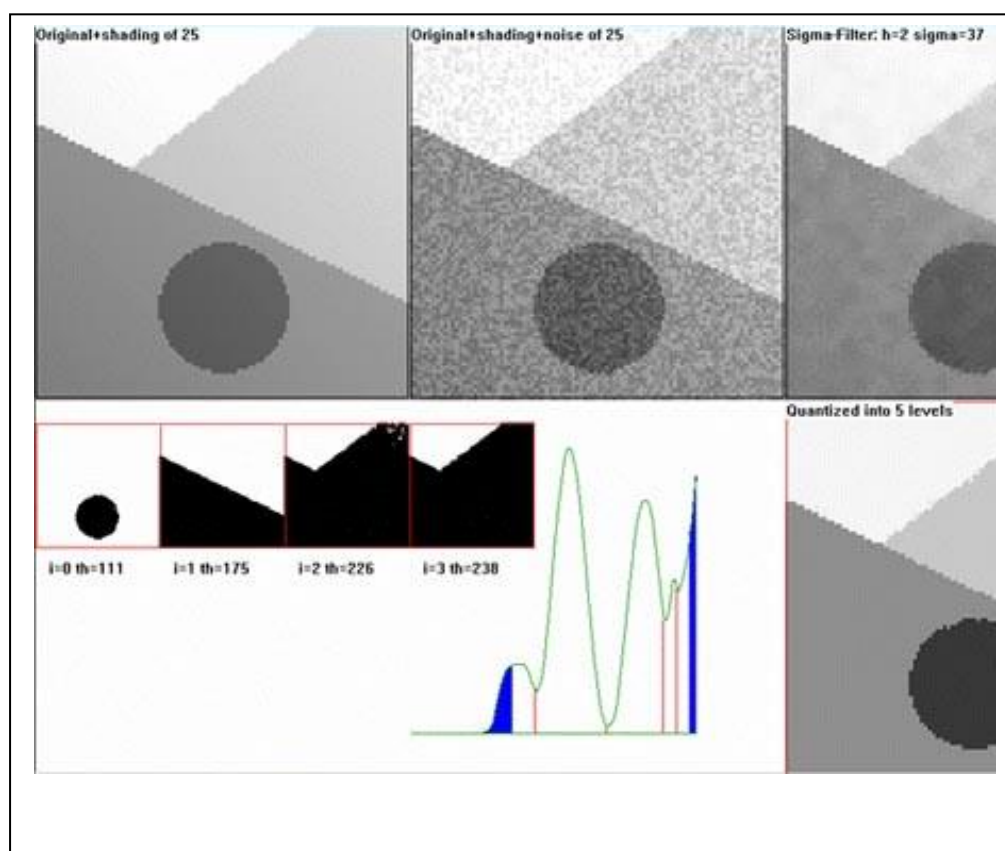 Original+shading of 25
Original+shading+noise of 25
Sigma-Filter: h=2 sigma=37
Quantized into 5 levels
i=0 th=111
i=1 th=175
i=2 th=226
i=3 th=238